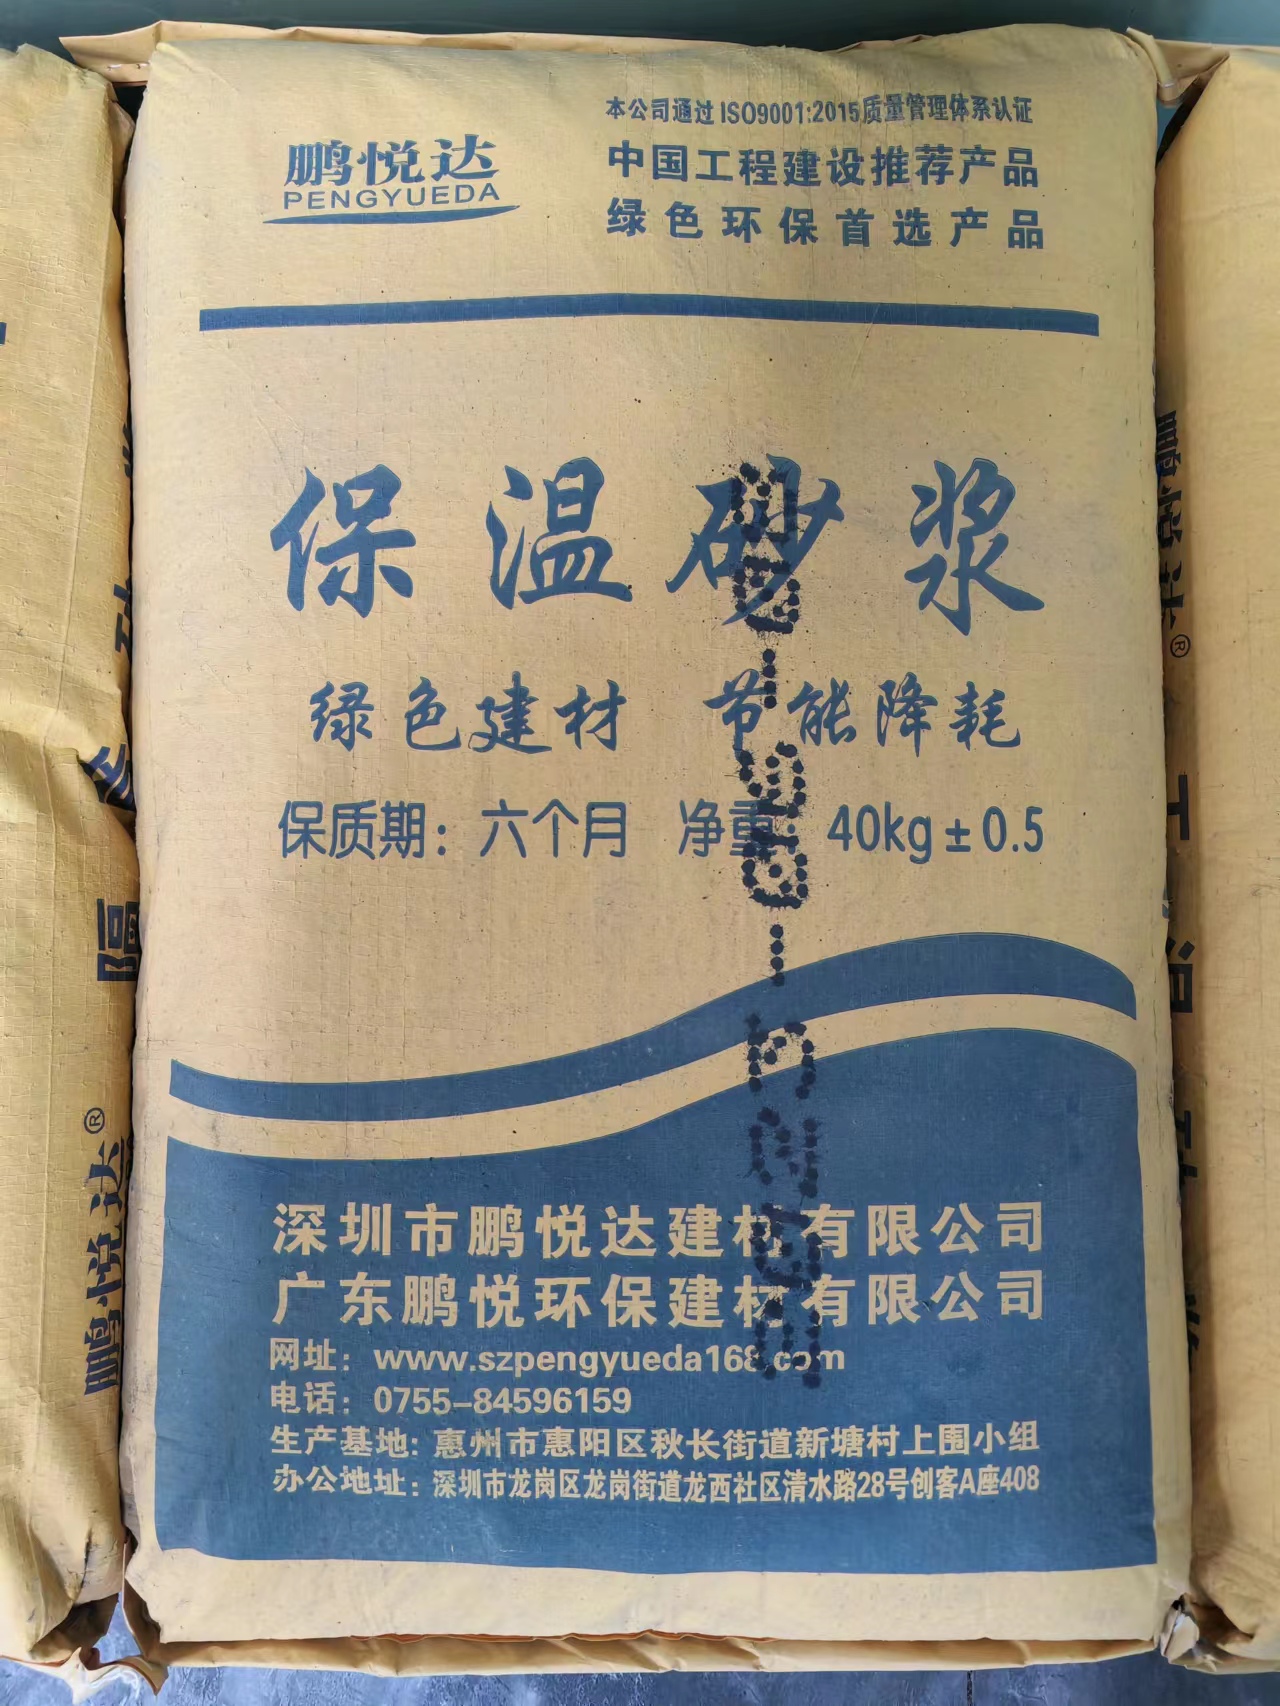 本公司通过ISO9001:2015质量管理体系认证
鹏悦达
PENGYUEDA
中国工程建设推荐产品
绿色环保首选产品
保温砂浆
绿色建材 节能降耗
保质期：六个月 净重：40kg±0.5
深圳市鹏悦达建材有限公司
广东鹏悦环保建材有限公司
网址：www.szpengyueda168.com
电话：0755-84596159
生产基地：惠州市惠阳区秋长街道新塘村上围小组
办公地址：深圳市龙岗区龙岗街道龙西社区清水路28号创客A座408
鹏悦达®
鹏悦达®